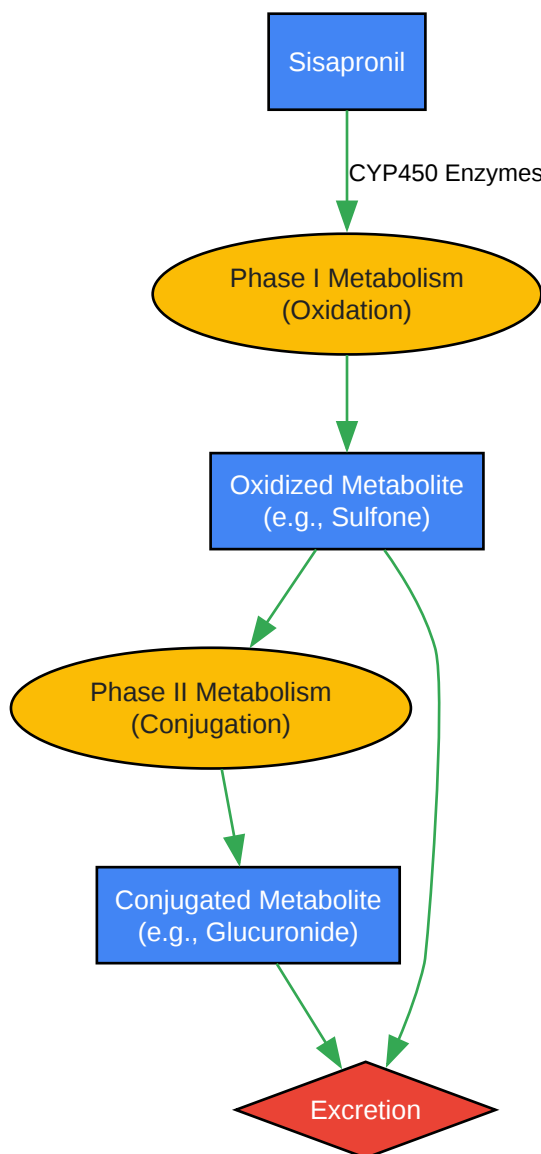 Sisapronil
CYP450 Enzymes
Phase I Metabolism
(Oxidation)
Oxidized Metabolite
(e.g., Sulfone)
Phase II Metabolism
(Conjugation)
Conjugated Metabolite
(e.g., Glucuronide)
Excretion